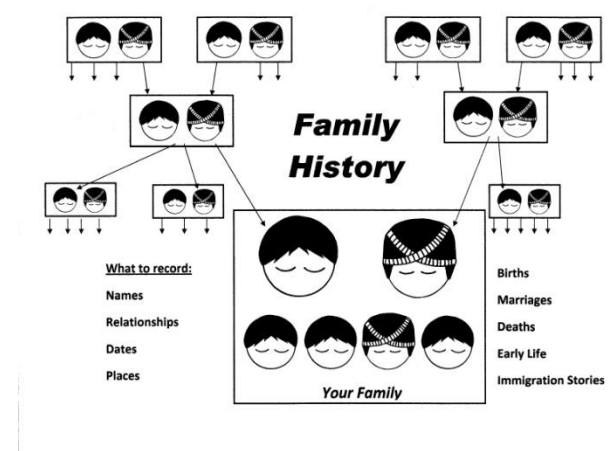 Family
History
What to record:
Names
Relationships
Dates
Places
Births
Marriages
Deaths
Early Life
Immigration Stories
Your Family